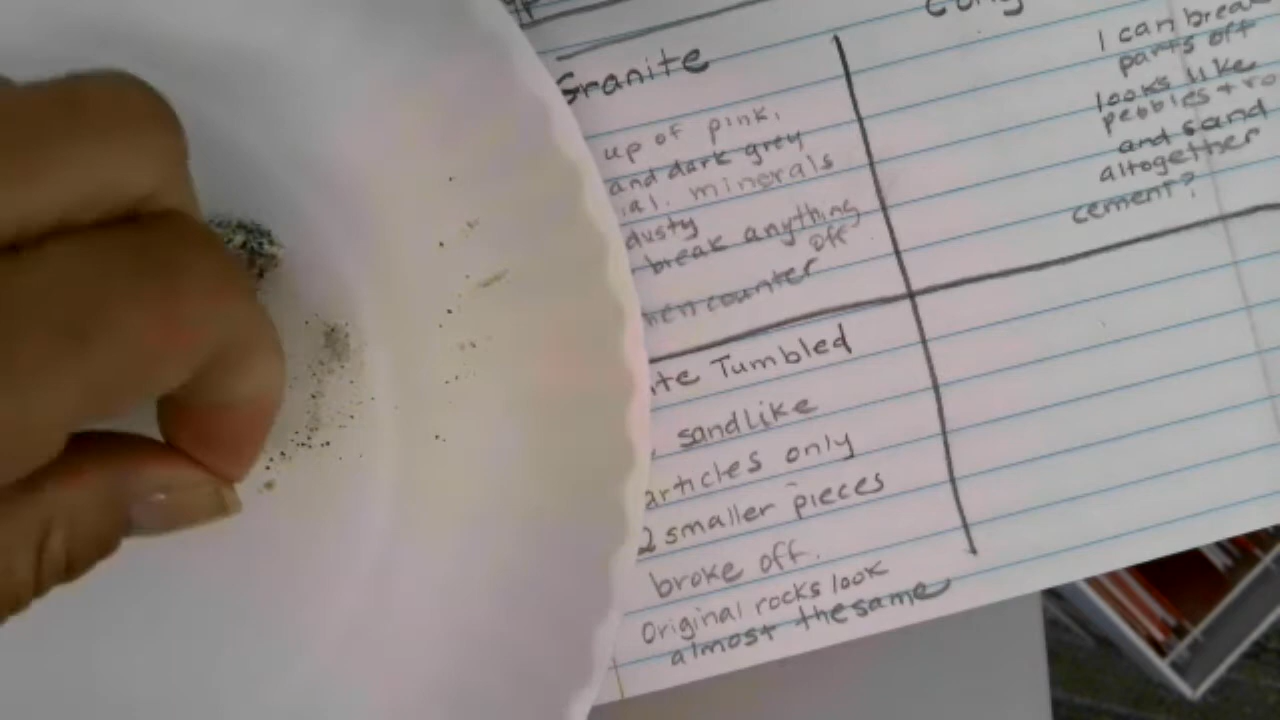 Granite
up of pink,
and dark grey
minerals
dusty
break anything
off
counter
Tumbled
sandlike
articles only
2 smaller pieces
broke off.
Original rocks look
almost the same
Cong
I can break
parts off
looks like
pebbles + ro
and sand
altogether
cement?